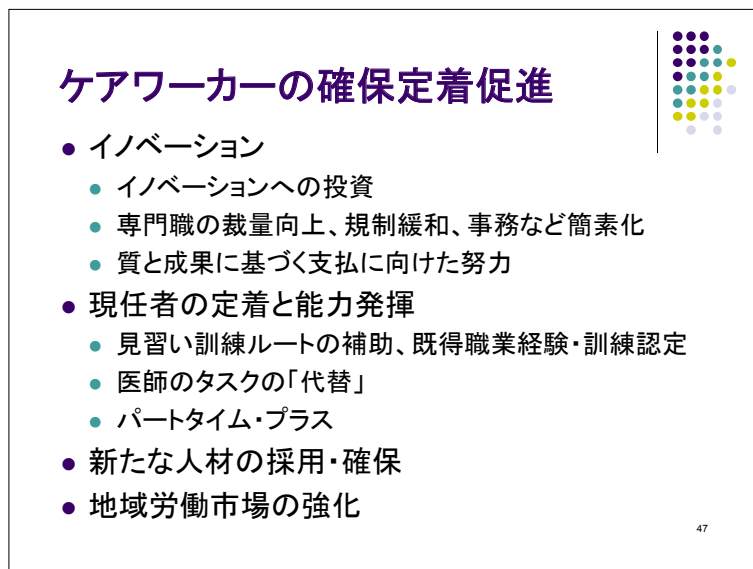 ケアワーカーの確保定着促進
● イノベーション
● イノベーションへの投資
● 専門職の裁量向上、規制緩和、事務など簡素化
● 質と成果に基づく支払に向けた努力
● 現任者の定着と能力発揮
● 見習い訓練ルートの補助、既得職業経験・訓練認定
● 医師のタスクの「代替」
● パートタイム・プラス
● 新たな人材の採用・確保
● 地域労働市場の強化
47